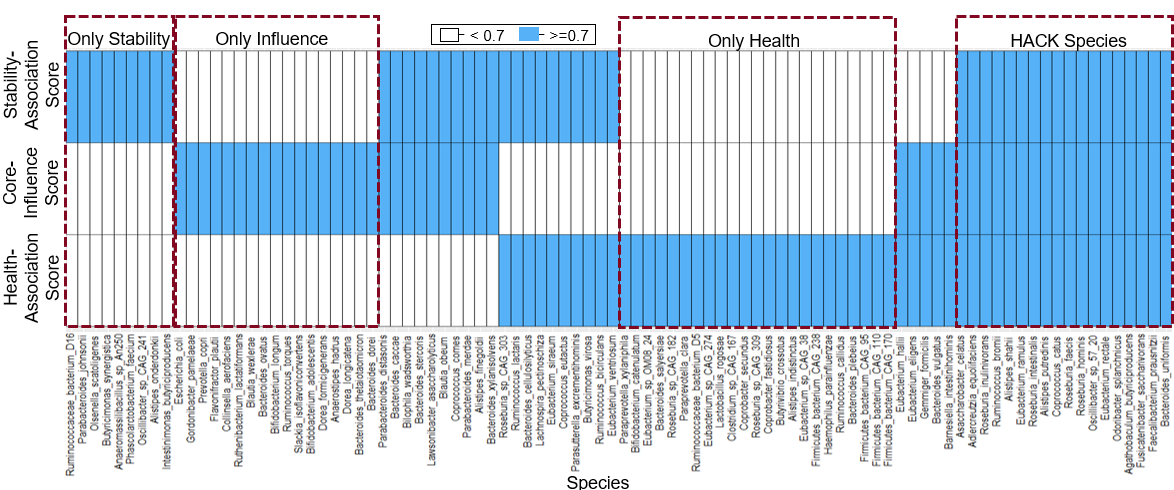 Only Stability
Only Influence
< 0.7
>=0.7
Only Health
HACK Species
Stability-
Association
Score
Core-
Influence
Score
Health-
Association
Score
Ruminococcaceae_bacterium_D16
Parabacteroides_johnsonii
Olsenella_scatoligenes
Butyricimonas_synergistica
Anaeromassilibacillus_sp_An250
Phascolarctobacterium_faecium
Oscillibacter_sp_CAG_241
Alistipes_onderdonkii
Intestinimonas_butyriciproducens
Escherichia_coli
Gordonibacter_pamelaeae
Prevotella_copri
Flavonifractor_plautii
Collinsella_aerofaciens
Eggerthella_lenta
Ruthenibacterium_lactatiformans
Blautia_wexlerae
Bacteroides_ovatus
Bifidobacterium_longum
Ruminococcus_torques
Slackia_isoflavoniconvertens
Bifidobacterium_adolescentis
Dorea_formicigenerans
Anaerostipes_hadrus
Dorea_longicatena
Bacteroides_thetaiotaomicron
Bacteroides_dorei
Parabacteroides_distasonis
Bacteroides_caccae
Bilophila_wadsworthia
Bacteroides_stercoris
Lawsonibacter_asaccharolyticus
Blautia_obeum
Coprococcus_comes
Parabacteroides_merdae
Alistipes_finegoldii
Bacteroides_xylanisolvens
Roseburia_sp_CAG_303
Ruminococcus_lactaris
Bacteroides_cellulosilyticus
Lachnospira_pectinoschiza
Eubacterium_siraeum
Coprococcus_eutactus
Parasutterella_excrementihominis
Butyricimonas_virosa
Ruminococcus_bicirculans
Eubacterium_ventriosum
Paraprevotella_xylaniphila
Bifidobacterium_catenulatum
Eubacterium_sp_OM08_24
Bacteroides_coprocola
Roseburia_sp_CAG_182
Paraprevotella_clara
Ruminococcaceae_bacterium_D5
Eubacterium_sp_CAG_274
Lactobacillus_rogosae
Clostridium_sp_CAG_167
Coprobacter_secundus
Roseburia_sp_CAG_309
Coprobacter_fastidiosus
Butyrivibrio_crossotus
Alistipes_indistinctus
Eubacterium_sp_CAG_38
Firmicutes_bacterium_CAG_238
Haemophilus_parainfluenzae
Ruminococcus_callidus
Bacteroides_plebeius
Firmicutes_bacterium_CAG_95
Firmicutes_bacterium_CAG_110
Firmicutes_bacterium_CAG_170
Eubacterium_hallii
Eubacterium_eligens
Gemmiger_formicilis
Bacteroides_vulgatus
Barnesiella_intestinihominis
Asaccharobacter_celatus
Adlercreutzia_equolifaciens
Roseburia_inulinivorans
Ruminococcus_bromii
Alistipes_shahii
Eubacterium_ramulus
Roseburia_intestinalis
Alistipes_putredinis
Coprococcus_catus
Roseburia_faecis
Roseburia_hominis
Oscillibacter_sp_57_20
Eubacterium_rectale
Odoribacter_splanchnicus
Agathobaculum_butyriciproducens
Fusicatenibacter_saccharivorans
Faecalibacterium_prausnitzii
Bacteroides_uniformis
Species